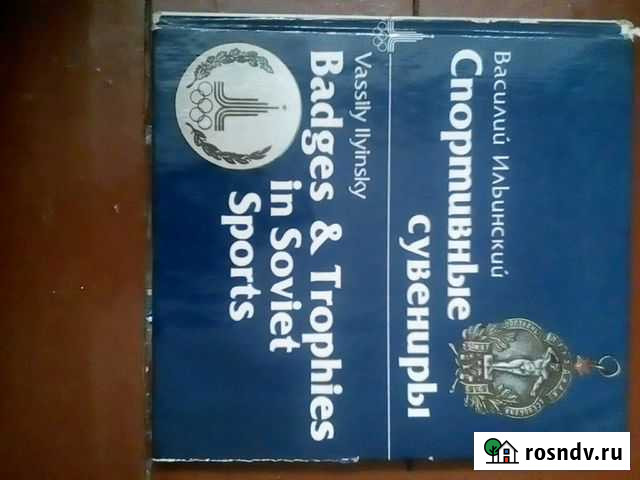 Василий Ильинский
Спортивные
сувениры
Vassily Ilyinsky
Badges & Trophies
in Soviet
Sports
rosndv.ru